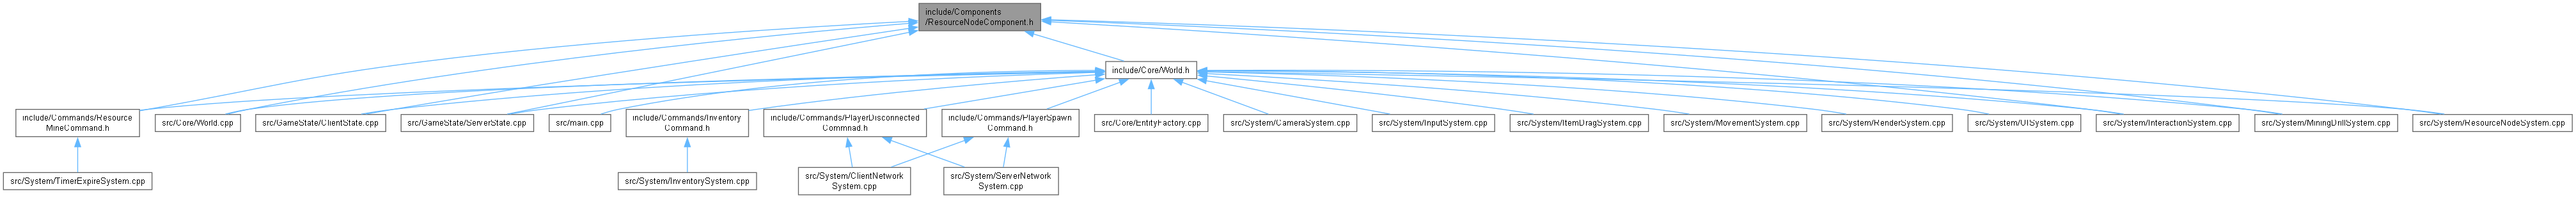 include/Components
/ResourceNodeComponent.h
include/Core/World.h
include/Commands/Resource
MineCommand.h
src/Core/World.cpp
src/GameState/ClientState.cpp
src/GameState/ServerState.cpp
src/main.cpp
include/Commands/Inventory
Command.h
include/Commands/PlayerDisconnected
Commnad.h
include/Commands/PlayerSpawn
Command.h
src/Core/EntityFactory.cpp
src/System/CameraSystem.cpp
src/System/InputSystem.cpp
src/System/ItemDragSystem.cpp
src/System/MovementSystem.cpp
src/System/RenderSystem.cpp
src/System/UISystem.cpp
src/System/InteractionSystem.cpp
src/System/MiningDrillSystem.cpp
src/System/ResourceNodeSystem.cpp
src/System/TimerExpireSystem.cpp
src/System/InventorySystem.cpp
src/System/ClientNetwork
System.cpp
src/System/ServerNetwork
System.cpp